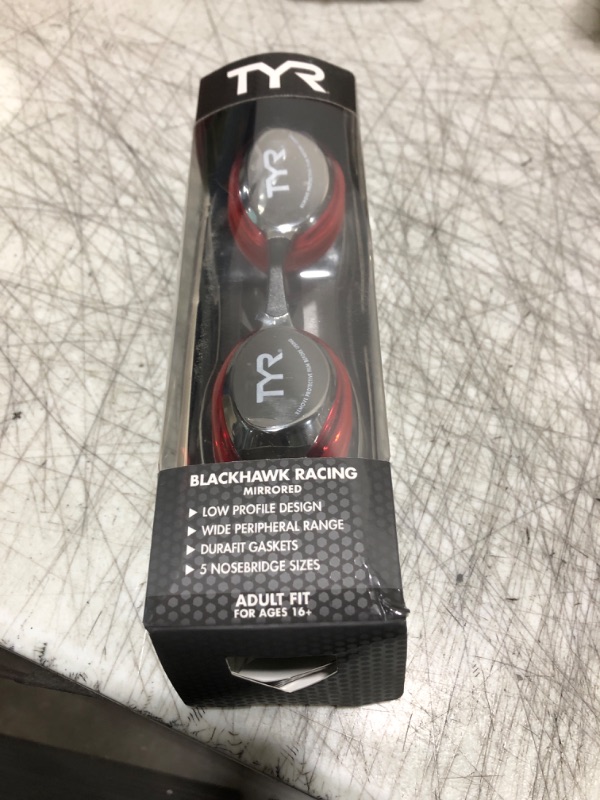 TYR
TYR
TYR
BLACKHAWK RACING
MIRRORED
▶ LOW PROFILE DESIGN
▶ WIDE PERIPHERAL RANGE
▶ DURAFIT GASKETS
▶ 5 NOSEBRIDGE SIZES
ADULT FIT
FOR AGES 16+